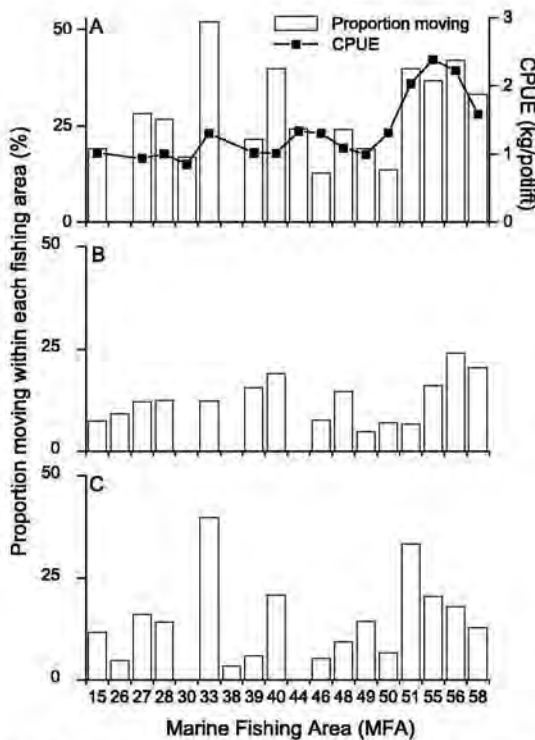 A
Proportion moving
CPUE
50
25
0
3
2
1
0
CPUE (kg/potlift)
B
50
25
0
C
50
25
0
Proportion moving within each fishing area (%)
15 26 27 28 30 33 38 39 40 44 46 48 49 50 51 55 56 58
Marine Fishing Area (MFA)